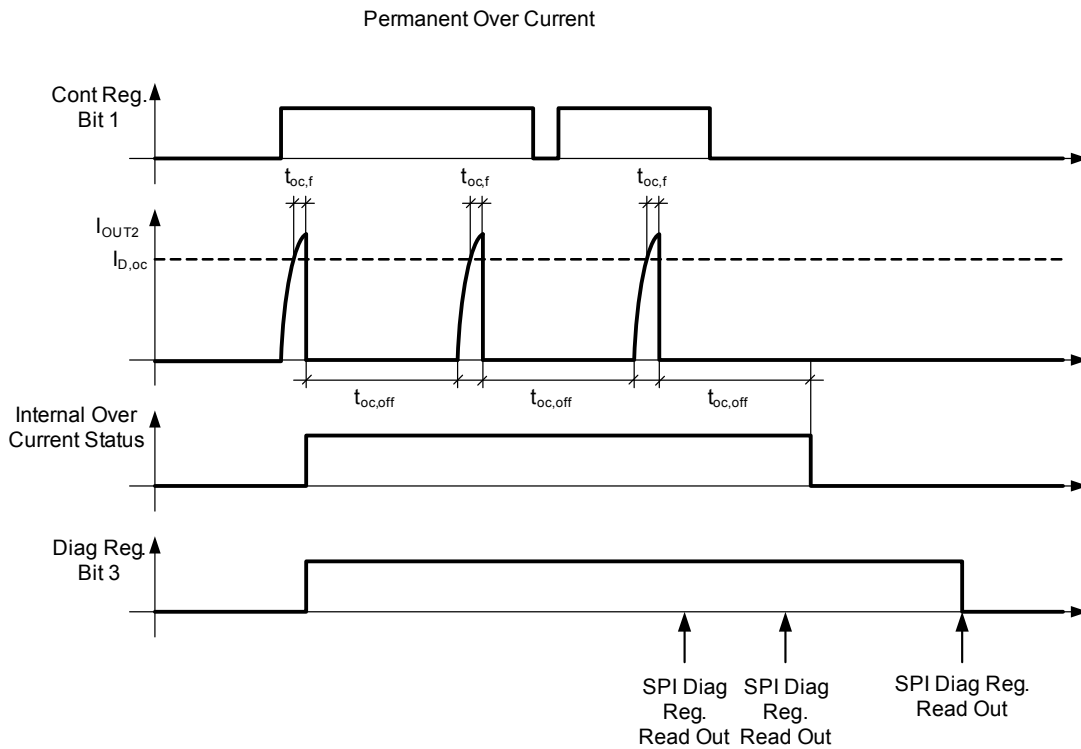 Permanent Over Current
Cont Reg.
Bit 1
toc,f
toc,f
toc,f
IOUT2
ID,oc
toc,off
toc,off
toc,off
Internal Over
Current Status
Diag Reg.
Bit 3
SPI Diag
Reg.
Read Out
SPI Diag
Reg.
Read Out
SPI Diag Reg.
Read Out